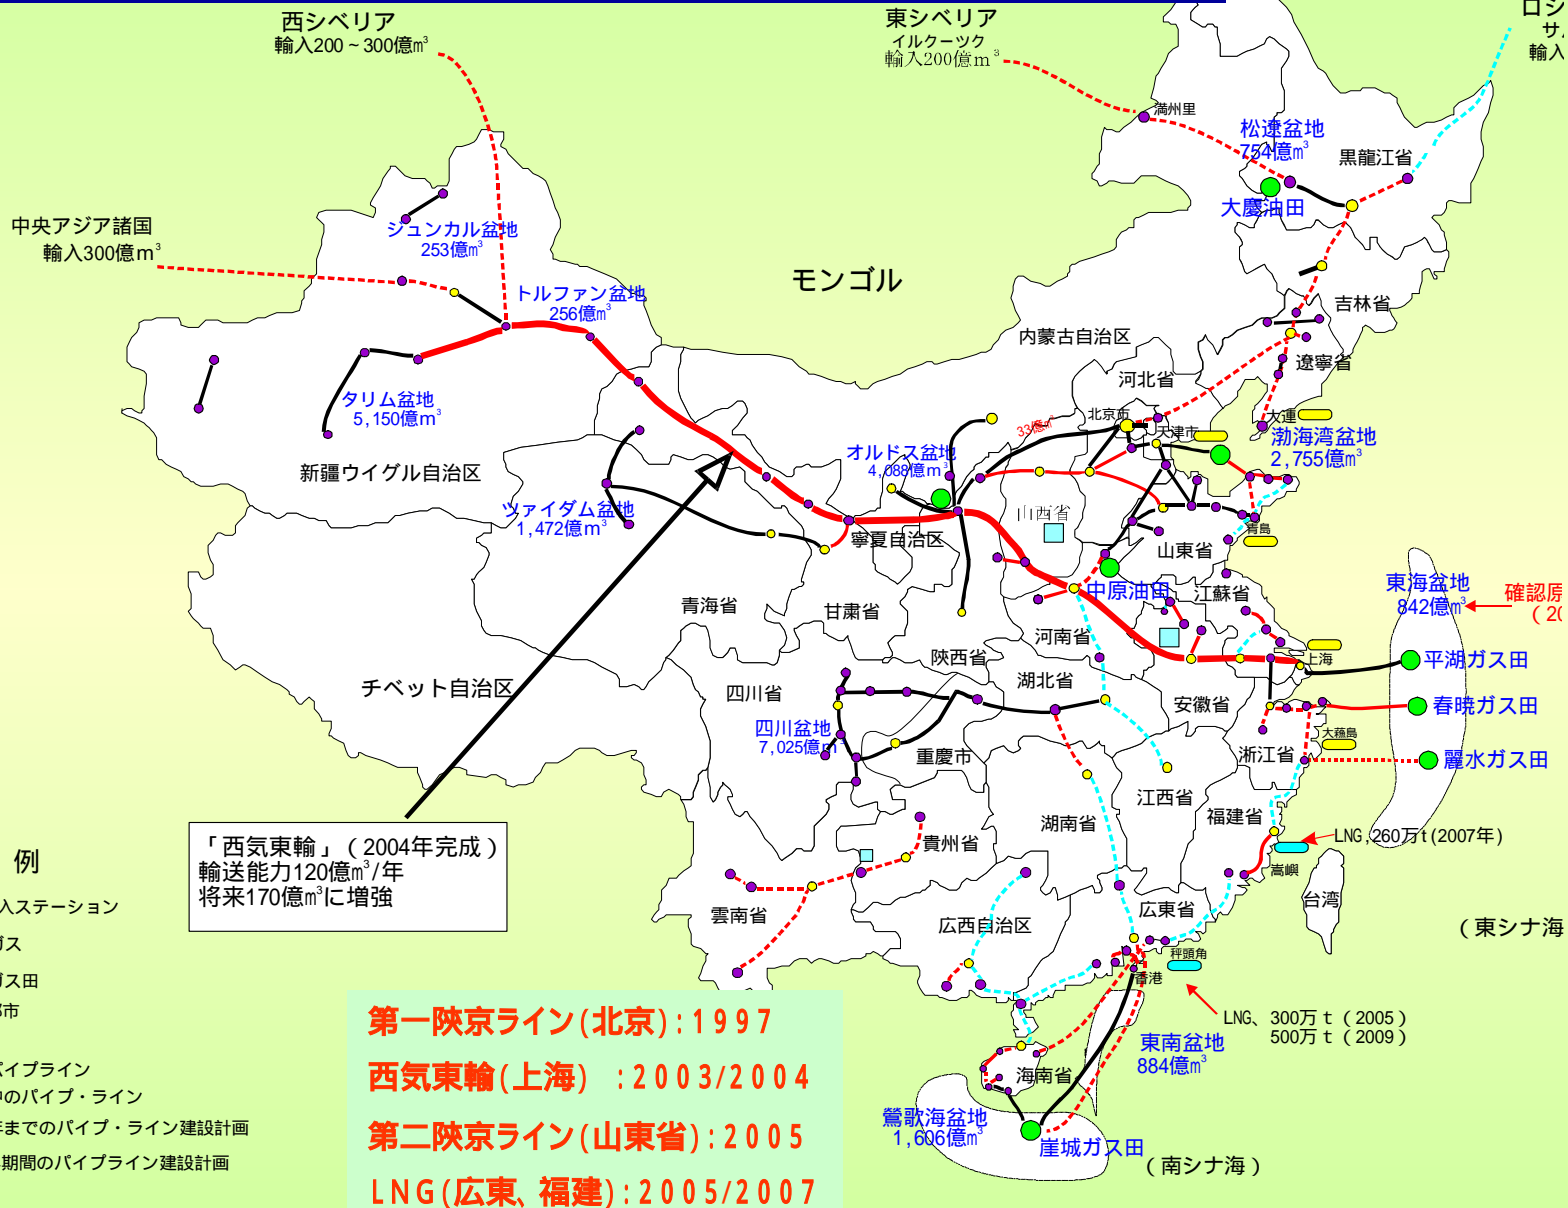 西シベリア
輸入200～300億㎥
東シベリア
イルクーツク
輸入200億m³
ロシ
サ
輸入
満州里
松遼盆地
754億㎥
黒龍江省
大慶油田
中央アジア諸国
輸入300億m³
ジュンカル盆地
253億㎥
モンゴル
トルファン盆地
256億㎥
吉林省
内蒙古自治区
遼寧省
河北省
タリム盆地
5,150億m³
北京市
33億㎥
大連
天津市
渤海湾盆地
2,755億㎥
オルドス盆地
4,088億m³
新疆ウイグル自治区
ツァイダム盆地
1,472億m³
山西省
寧夏自治区
青島
山東省
青海省
甘粛省
中原油田
江蘇省
東海盆地
842億㎥
確認原
（20
河南省
陝西省
上海
平湖ガス田
チベット自治区
四川省
湖北省
安徽省
春暁ガス田
四川盆地
7,025億m³
重慶市
浙江省
麗水ガス田
江西省
福建省
湖南省
LNG,260万t(2007年)
「西気東輸」（2004年完成）
輸送能力120億㎥/年
将来170億㎥に増強
貴州省
嵩嶼
台湾
例
入ステーション
雲南省
広西自治区
広東省
（東シナ海
ガス
ガス田
都市
秤頭角
香港
LNG、300万ｔ（2005）
500万ｔ（2009）
東南盆地
884億㎥
海南省
第一陝京ライン(北京):1997
西気東輸(上海) :2003/2004
第二陝京ライン(山東省):2005
LNG(広東、福建):2005/2007
パイプライン
中のパイプ・ライン
年までのパイプ・ライン建設計画
期間のパイプライン建設計画
鶯歌海盆地
1,606億㎥
崖城ガス田
（南シナ海）